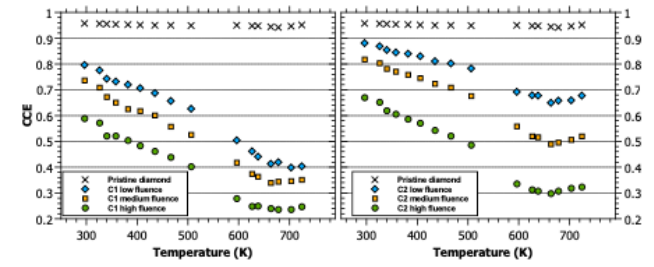 1 1
0.9 0.9
0.8 0.8
0.7 0.7
0.6 0.6
0.5 0.5
0.4 0.4
0.3 0.3
0.2 0.2
CCE
Pristine diamond
C1 low fluence
C1 medium fluence
C1 high fluence
300 400 500 600 700
Temperature (K)
Pristine diamond
C2 low fluence
C2 medium fluence
C2 high fluence
300 400 500 600 700
Temperature (K)